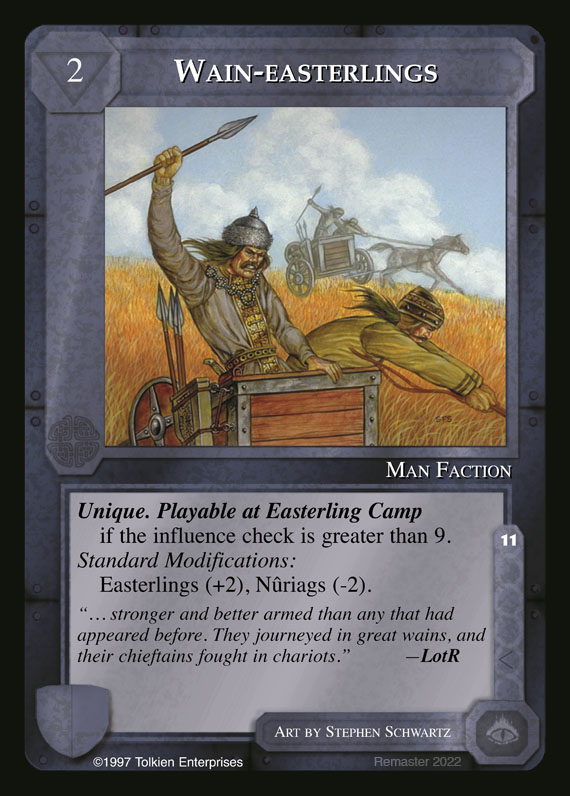 2
Wain-easterlings
SFS
Man Faction
Unique. Playable at Easterling Camp
if the influence check is greater than 9.
Standard Modifications:
Easterlings (+2), Nûriags (-2).
“… stronger and better armed than any that had
appeared before. They journeyed in great wains, and
their chieftains fought in chariots.” —LotR
11
Art by Stephen Schwartz
©1997 Tolkien Enterprises
Remaster 2022